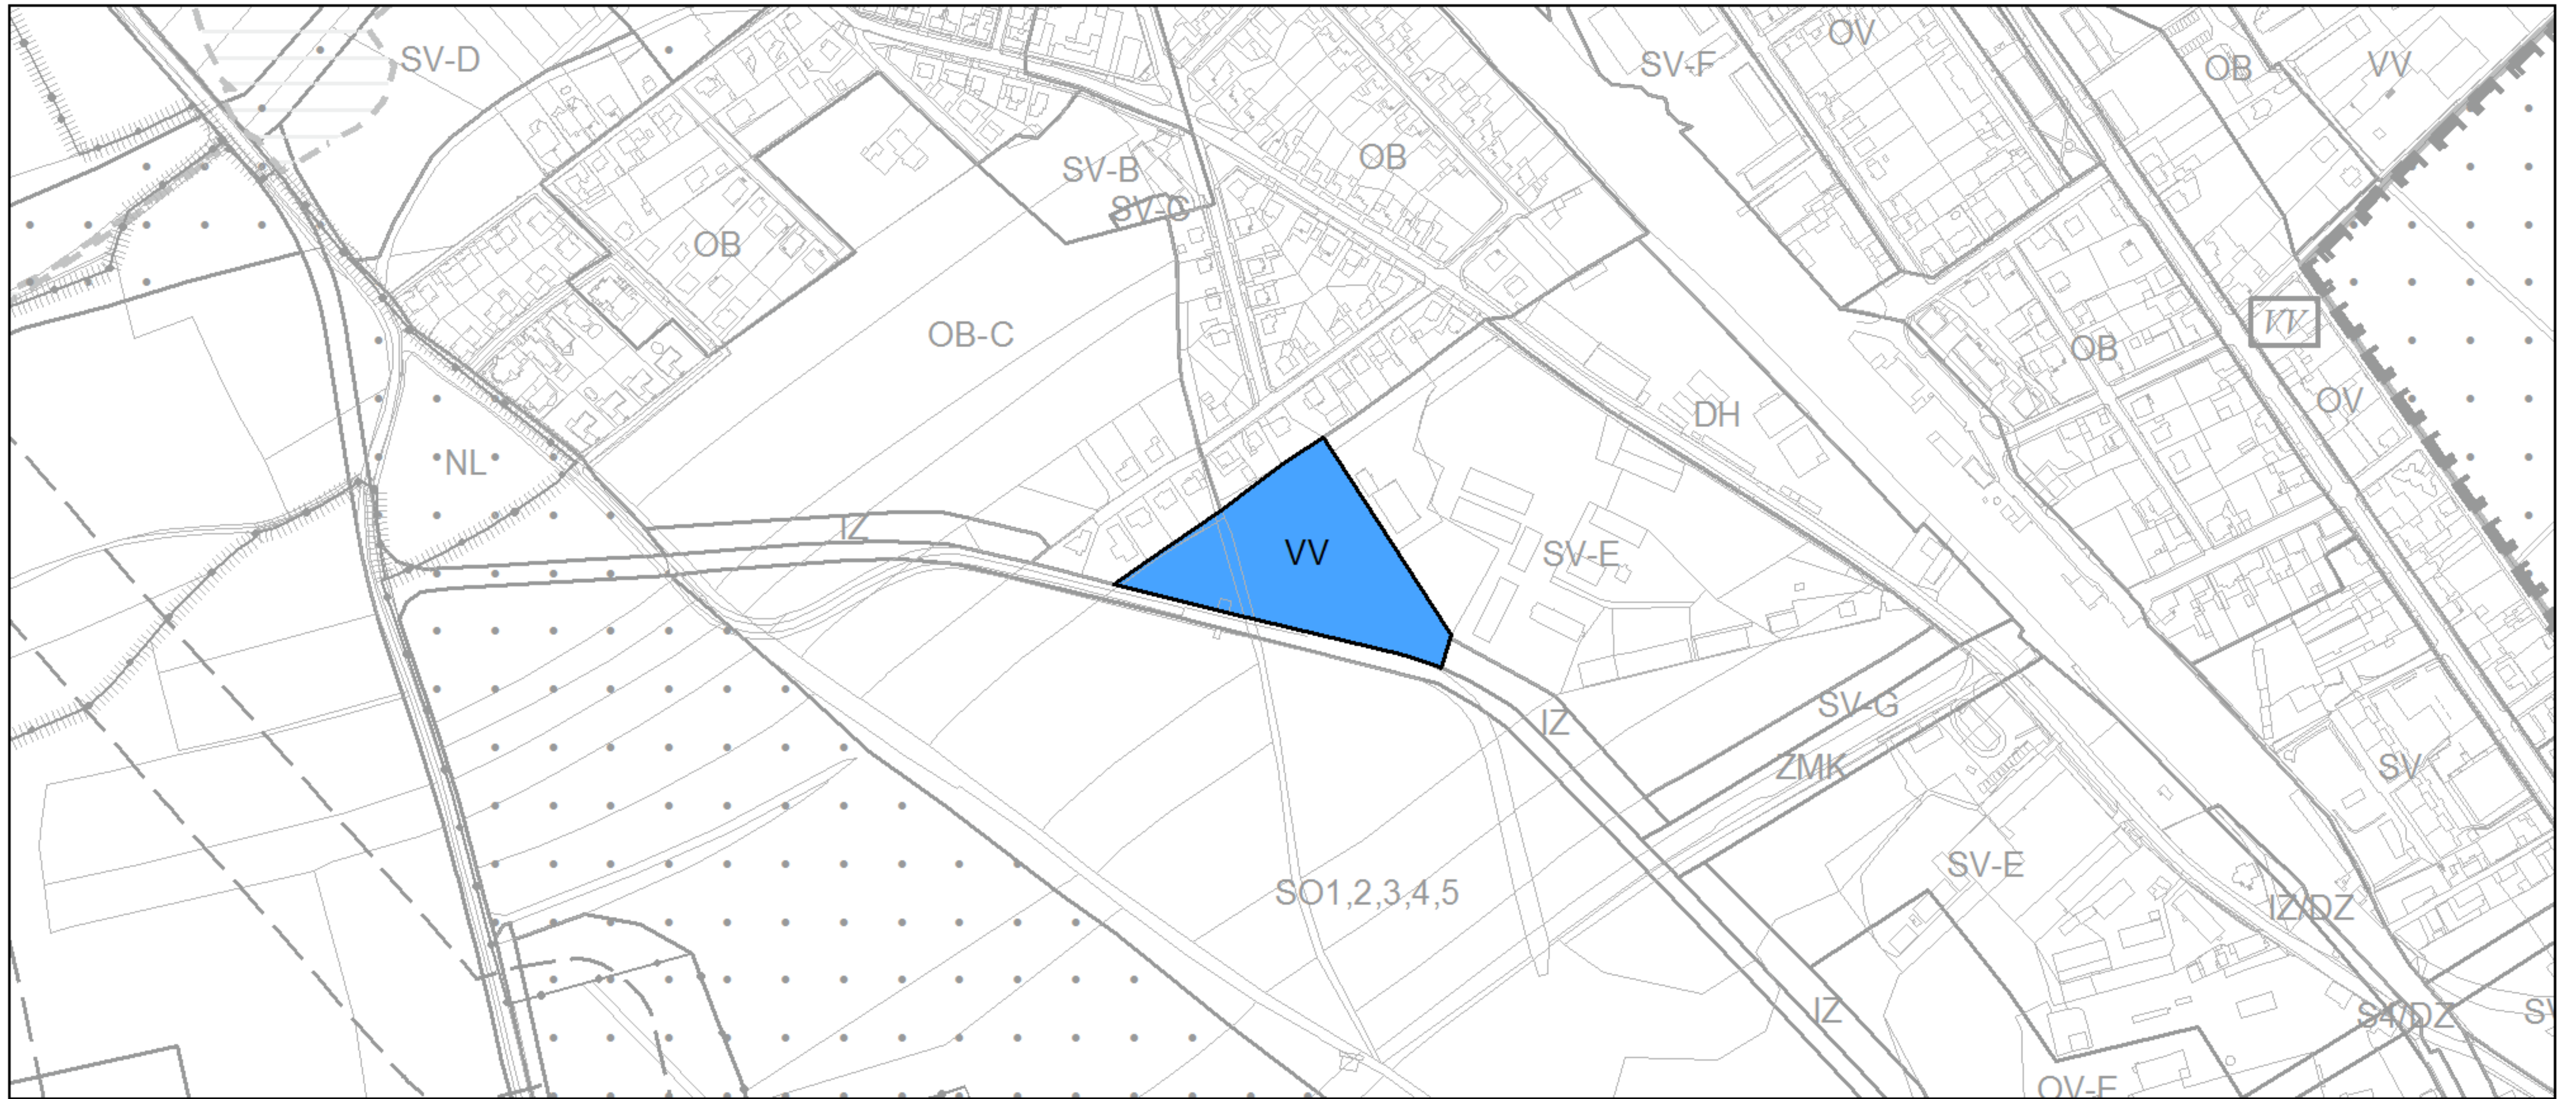 OV
SV-D
SV-F
OB
VV
OB
SV-B
SV-C
OB
VV
OB-C
OB
OV
DH
NL
IZ
VV
SV-E
SV-G
IZ
ZMK
SV
SV-E
SO1,2,3,4,5
IZ/DZ
IZ
S4/DZ
SV
OV-F